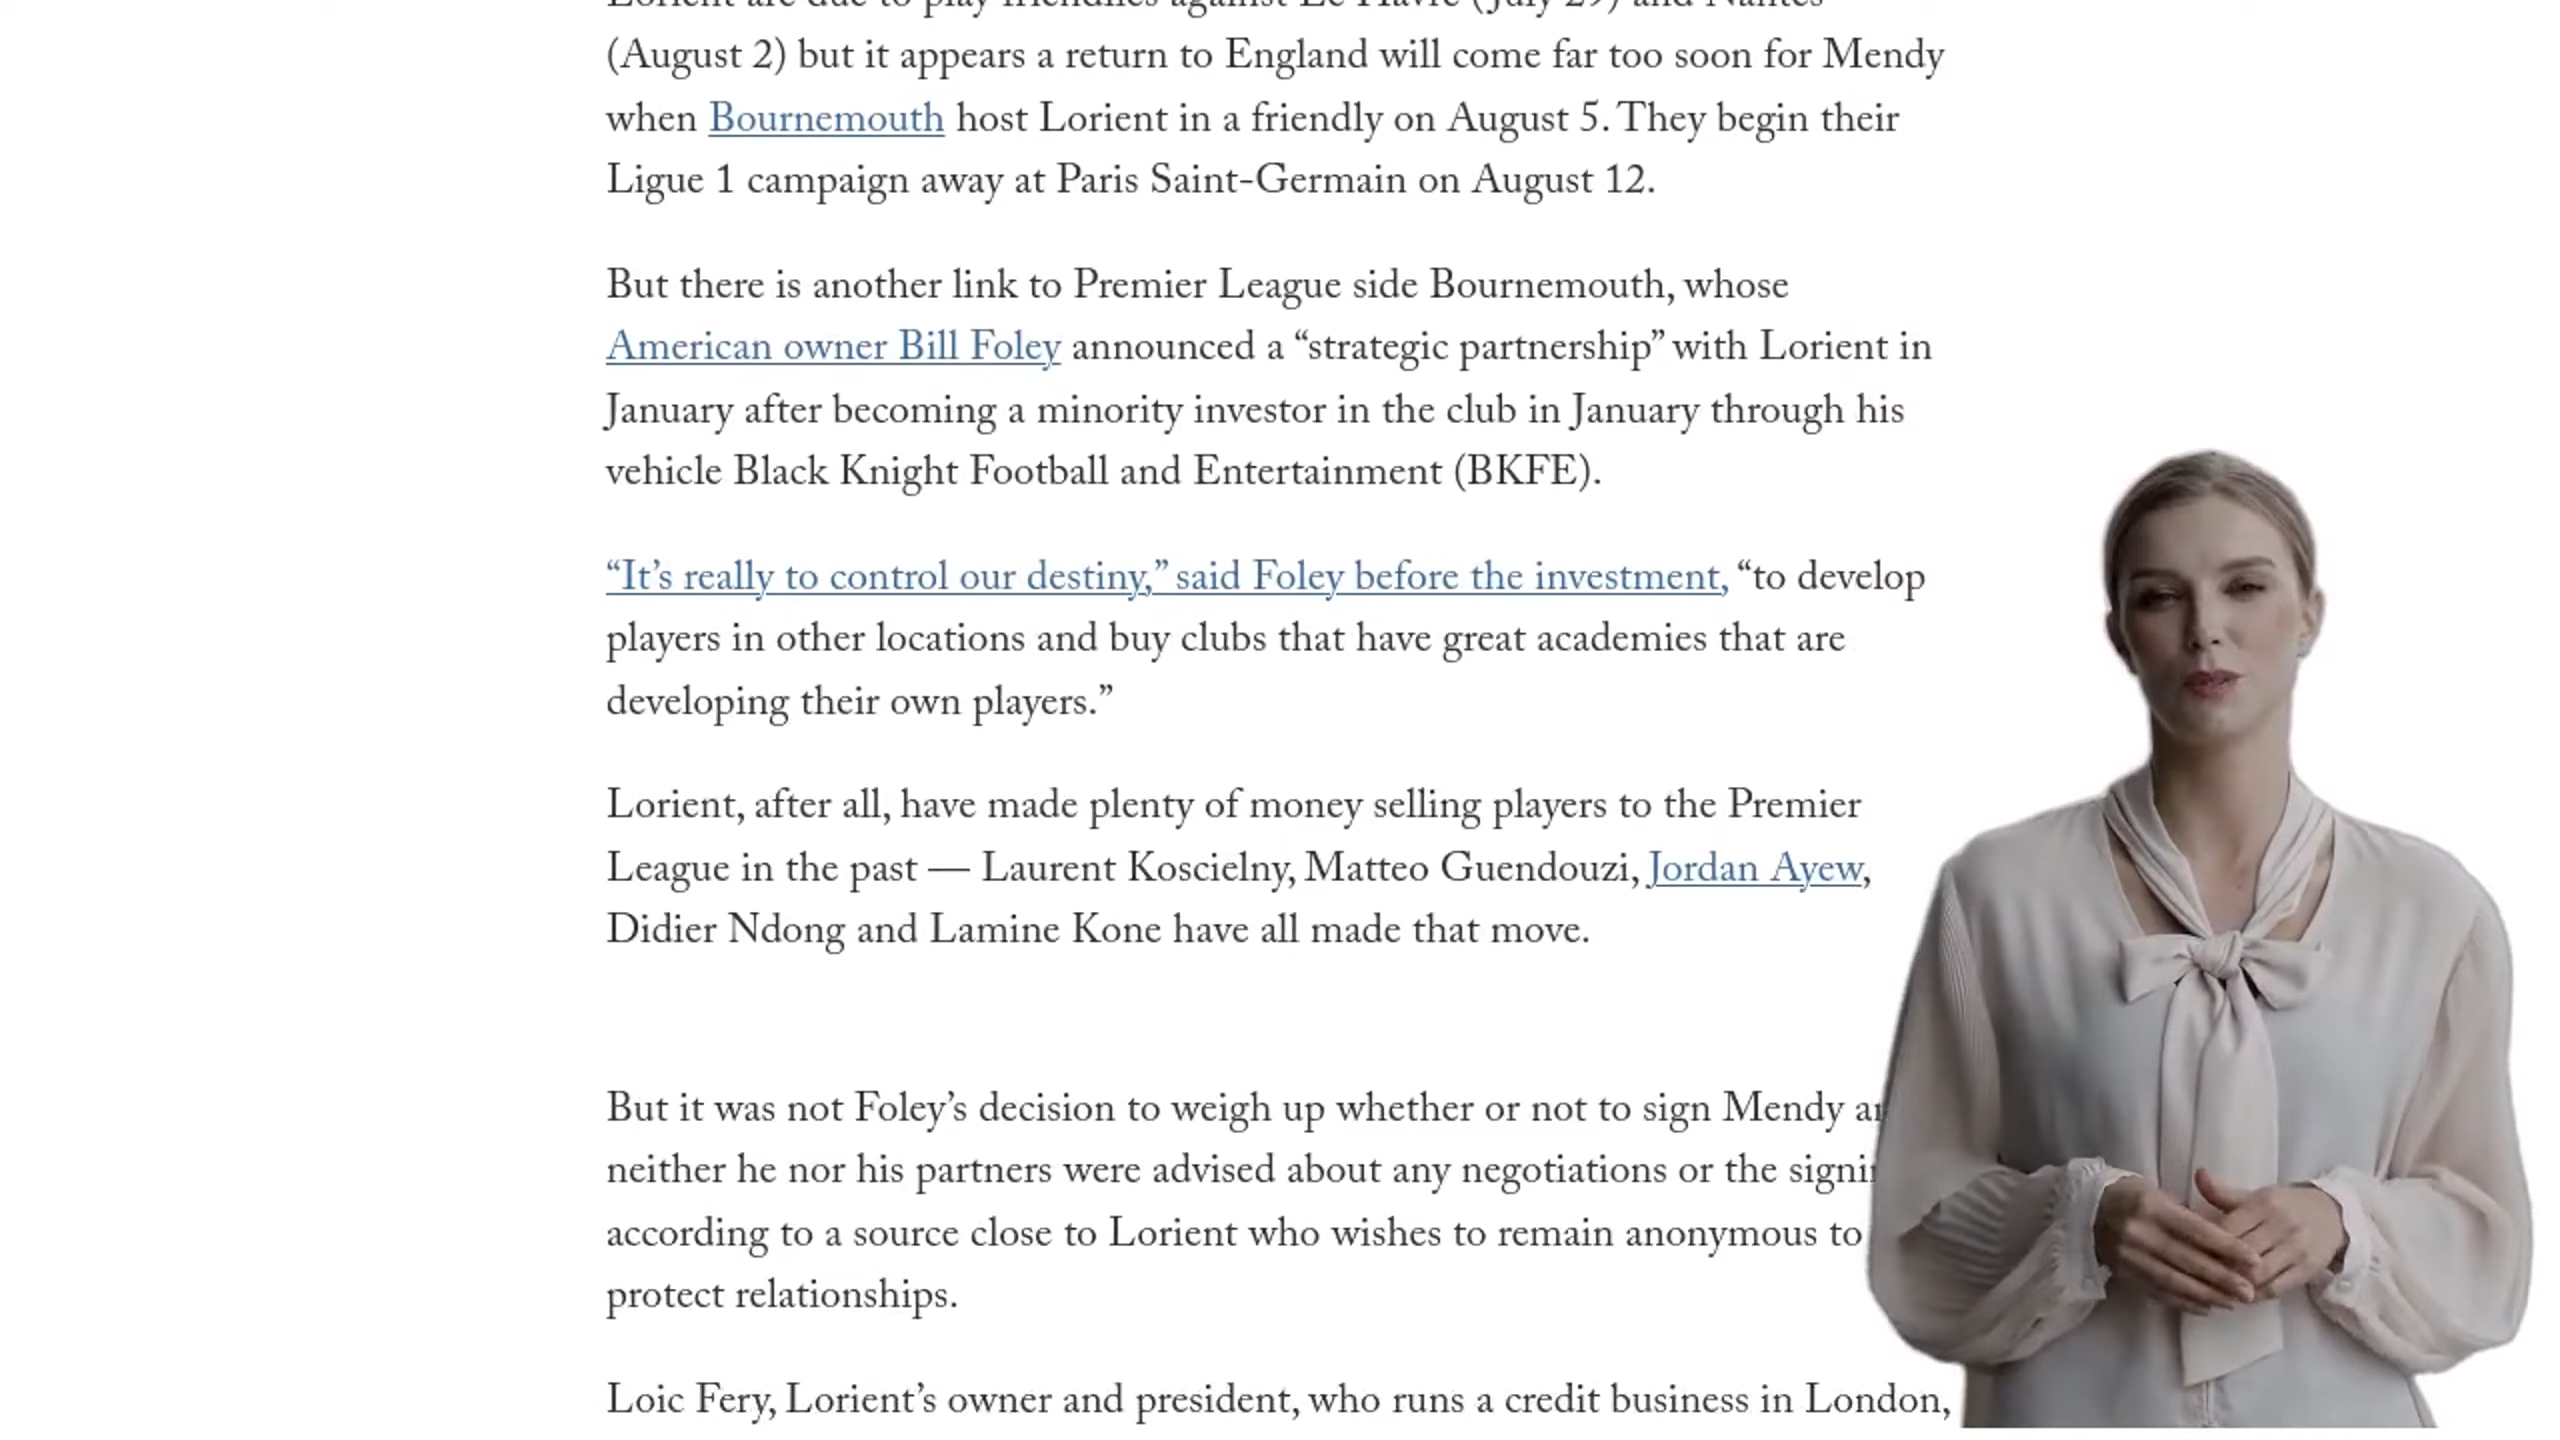 Lorient are due to play friendlies against Le Havre (July 29) and Nantes
(August 2) but it appears a return to England will come far too soon for Mendy
when Bournemouth host Lorient in a friendly on August 5. They begin their
Ligue 1 campaign away at Paris Saint-Germain on August 12.
But there is another link to Premier League side Bournemouth, whose
American owner Bill Foley announced a “strategic partnership” with Lorient in
January after becoming a minority investor in the club in January through his
vehicle Black Knight Football and Entertainment (BKFE).
“It’s really to control our destiny,” said Foley before the investment, “to develop
players in other locations and buy clubs that have great academies that are
developing their own players.”
Lorient, after all, have made plenty of money selling players to the Premier
League in the past — Laurent Koscielny, Matteo Guendouzi, Jordan Ayew,
Didier Ndong and Lamine Kone have all made that move.
But it was not Foley’s decision to weigh up whether or not to sign Mendy
neither he nor his partners were advised about any negotiations or the
according to a source close to Lorient who wishes to remain anonymous to
protect relationships.
Loic Fery, Lorient’s owner and president, who runs a credit business in London,